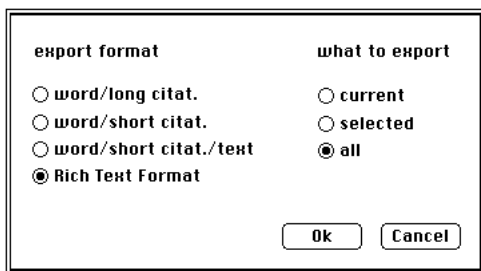 export format
word/long citat.
word/short citat.
word/short citat./text
Rich Text Format
what to export
current
selected
all
Ok
Cancel